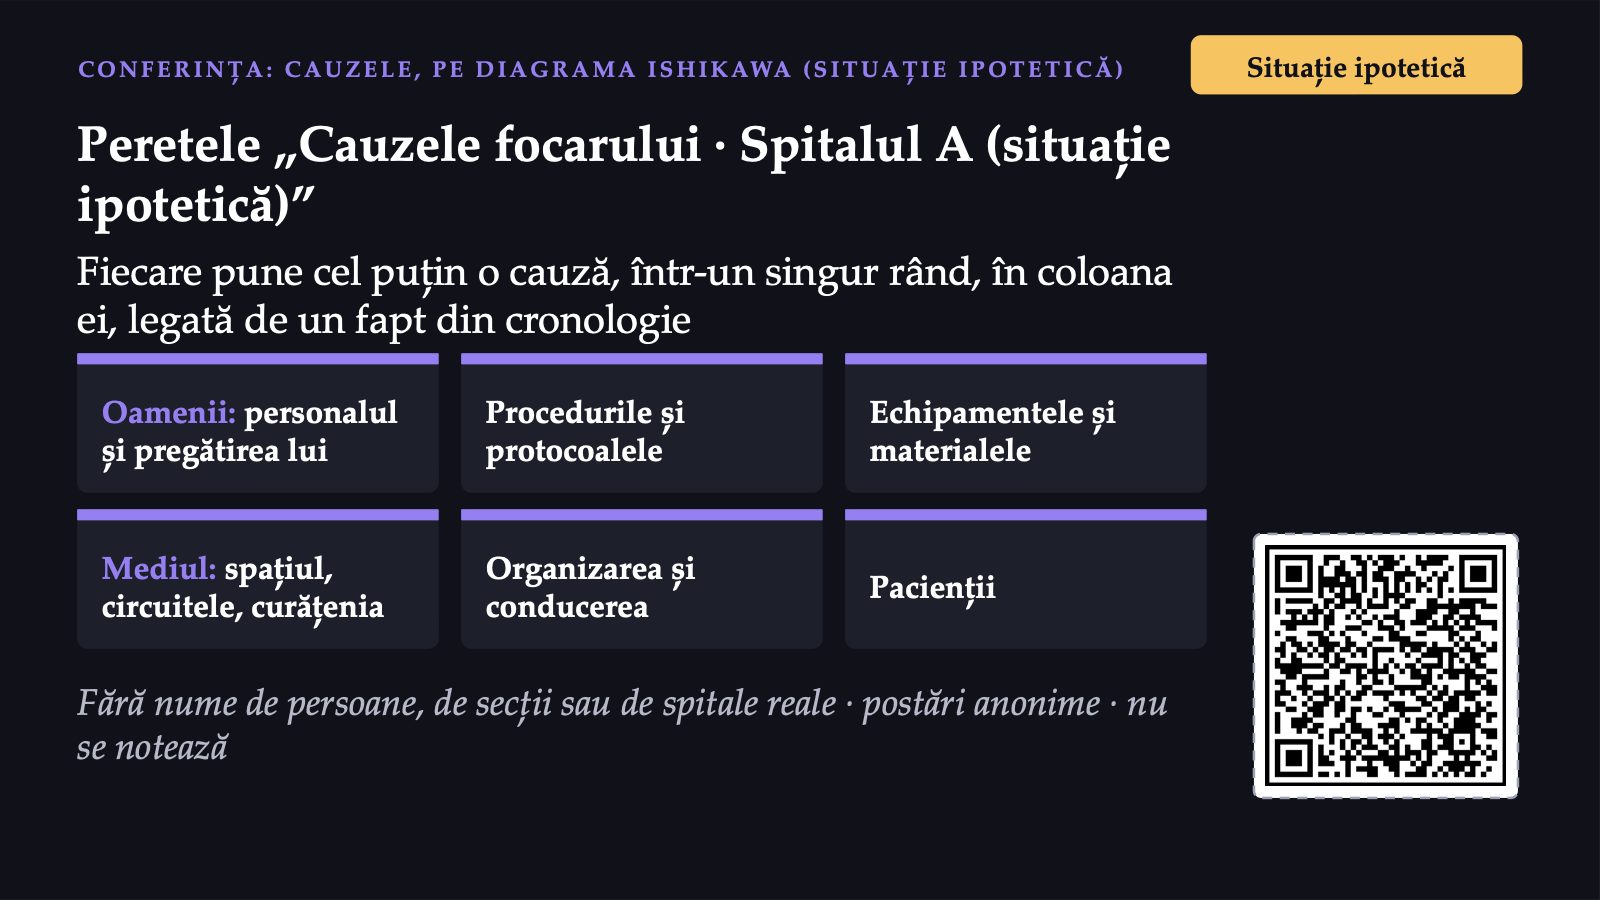 CONFERINȚA: CAUZELE, PE DIAGRAMA ISHIKAWA (SITUAȚIE IPOTETICĂ)
Situație ipotetică
Peretele „Cauzele focarului · Spitalul A (situație
ipotetică)”
Fiecare pune cel puțin o cauză, într-un singur rând, în coloana
ei, legată de un fapt din cronologie
Oamenii: personalul
și pregătirea lui
Procedurile și
protocoalele
Echipamentele și
materialele
Mediul: spațiul,
circuitele, curățenia
Organizarea și
conducerea
Pacienții
Fără nume de persoane, de secții sau de spitale reale · postări anonime · nu
se notează